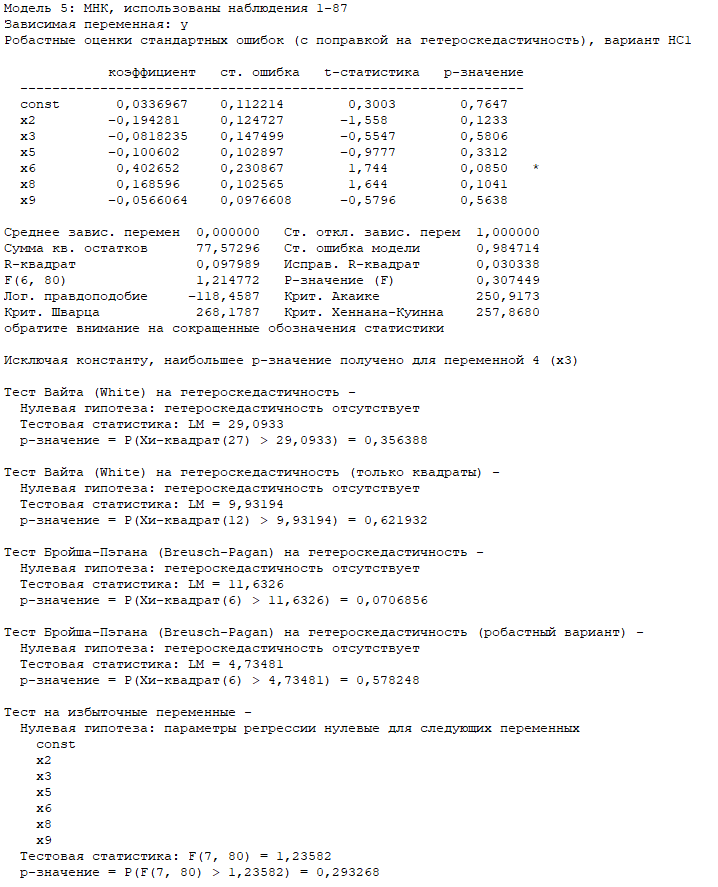 Модель 5: МНК, использованы наблюдения 1-87
Зависимая переменная: y
Робастные оценки стандартных ошибок (с поправкой на гетероскедастичность), вариант HC1
коэффициент ст. ошибка t-статистика p-значение
---------------------------------------------------------------
const 0,0336967 0,112214 0,3003 0,7647
x2 -0,194281 0,124727 -1,558 0,1233
x3 -0,0818235 0,147499 -0,5547 0,5806
x5 -0,100602 0,102897 -0,9777 0,3312
x6 0,402652 0,230867 1,744 0,0850 *
x8 0,168596 0,102565 1,644 0,1041
x9 -0,0566064 0,0976608 -0,5796 0,5638
Среднее завис. перемен 0,000000 Ст. откл. завис. перем 1,000000
Сумма кв. остатков 77,57296 Ст. ошибка модели 0,984714
R-квадрат 0,097989 Исправ. R-квадрат 0,030338
F(6, 80) 1,214772 P-значение (F) 0,307449
Лог. правдоподобие -118,4587 Крит. Акаике 250,9173
Крит. Шварца 268,1787 Крит. Хеннана-Куинна 257,8680
обратите внимание на сокращенные обозначения статистики
Исключая константу, наибольшее p-значение получено для переменной 4 (x3)
Тест Вайта (White) на гетероскедастичность -
Нулевая гипотеза: гетероскедастичность отсутствует
Тестовая статистика: LM = 29,0933
p-значение = P(Хи-квадрат(27) > 29,0933) = 0,356388
Тест Вайта (White) на гетероскедастичность (только квадраты) -
Нулевая гипотеза: гетероскедастичность отсутствует
Тестовая статистика: LM = 9,93194
p-значение = P(Хи-квадрат(12) > 9,93194) = 0,621932
Тест Бройша-Пэгана (Breusch-Pagan) на гетероскедастичность -
Нулевая гипотеза: гетероскедастичность отсутствует
Тестовая статистика: LM = 11,6326
p-значение = P(Хи-квадрат(6) > 11,6326) = 0,0706856
Тест Бройша-Пэгана (Breusch-Pagan) на гетероскедастичность (робастный вариант) -
Нулевая гипотеза: гетероскедастичность отсутствует
Тестовая статистика: LM = 4,73481
p-значение = P(Хи-квадрат(6) > 4,73481) = 0,578248
Тест на избыточные переменные -
Нулевая гипотеза: параметры регрессии нулевые для следующих переменных
const
x2
x3
x5
x6
x8
x9
Тестовая статистика: F(7, 80) = 1,23582
p-значение = P(F(7, 80) > 1,23582) = 0,293268